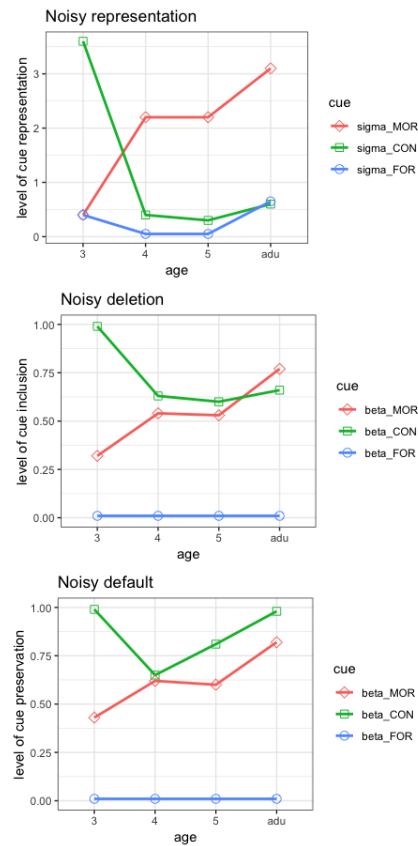 Noisy representation
level of cue representation
3
2
1
0
3
4
5
adu
age
cue
sigma_MOR
sigma_CON
sigma_FOR
Noisy deletion
level of cue inclusion
1.00
0.75
0.50
0.25
0.00
3
4
5
adu
age
cue
beta_MOR
beta_CON
beta_FOR
Noisy default
level of cue preservation
1.00
0.75
0.50
0.25
0.00
3
4
5
adu
age
cue
beta_MOR
beta_CON
beta_FOR